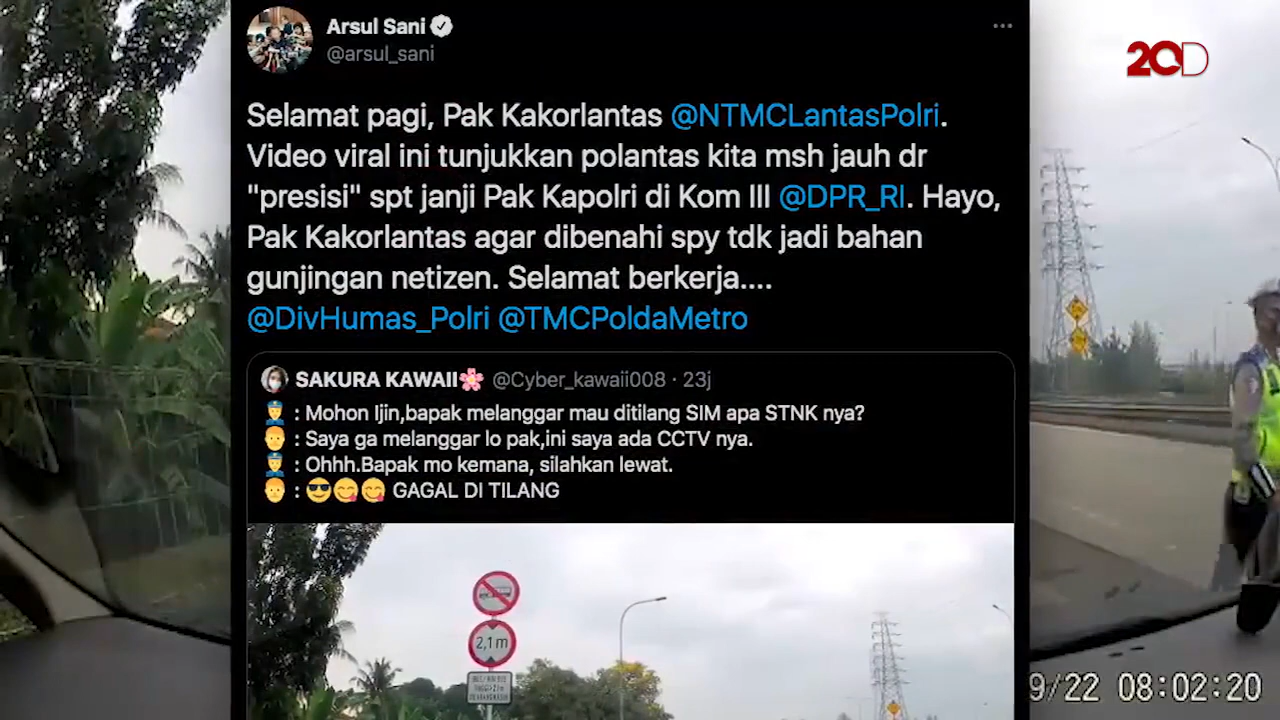 Arsul Sani
@arsul_sani
20D
Selamat pagi, Pak Kakorlantas @NTMCLantasPolri.
Video viral ini tunjukkan polantas kita msh jauh dr
"presisi" spt janji Pak Kapolri di Kom III @DPR_RI. Hayo,
Pak Kakorlantas agar dibenahi spy tdk jadi bahan
gunjingan netizen. Selamat berkerja....
@DivHumas_Polri @TMCPoldaMetro
SAKURA KAWAII🌸 @Cyber_kawaii008 · 23j
👮 : Mohon Ijin,bapak melanggar mau ditilang SIM apa STNK nya?
👨 : Saya ga melanggar lo pak,ini saya ada CCTV nya.
👮 : Ohhh.Bapak mo kemana, silahkan lewat.
👨 : 😎😋😋 GAGAL DI TILANG
2,1 m
9/22 08:02:20